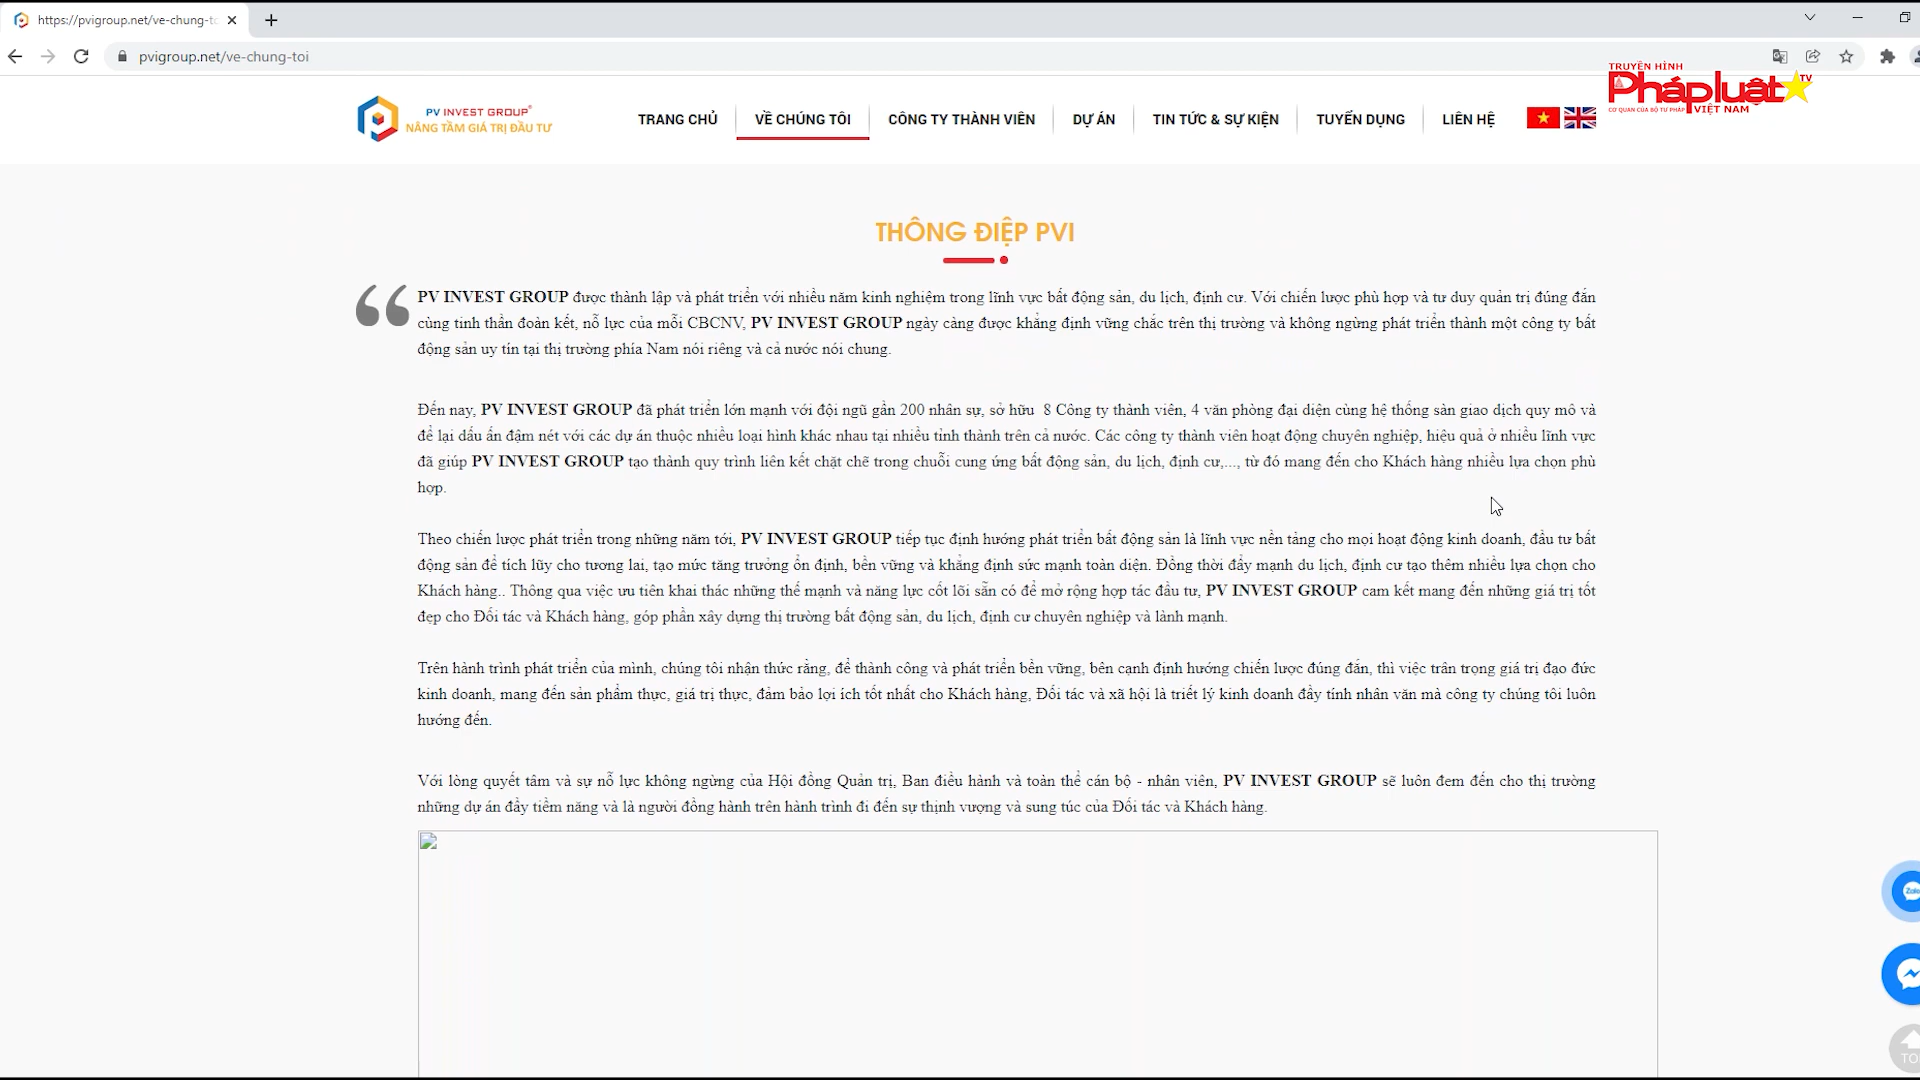 https://pvigroup.net/ve-chung-to
pvigroup.net/ve-chung-toi
TRUYỀN HÌNH
Pháp luật TV
CƠ QUAN CỦA BỘ TƯ PHÁP VIỆT NAM
PV INVEST GROUP®
NÂNG TẦM GIÁ TRỊ ĐẦU TƯ
TRANG CHỦ
VỀ CHÚNG TÔI
CÔNG TY THÀNH VIÊN
DỰ ÁN
TIN TỨC & SỰ KIỆN
TUYỂN DỤNG
LIÊN HỆ
THÔNG ĐIỆP PVI
PV INVEST GROUP được thành lập và phát triển với nhiều năm kinh nghiệm trong lĩnh vực bất động sản, du lịch, định cư. Với chiến lược phù hợp và tư duy quản trị đúng đắn
cùng tinh thần đoàn kết, nỗ lực của mỗi CBCNV, PV INVEST GROUP ngày càng được khẳng định vững chắc trên thị trường và không ngừng phát triển thành một công ty bất
động sản uy tín tại thị trường phía Nam nói riêng và cả nước nói chung.
Đến nay, PV INVEST GROUP đã phát triển lớn mạnh với đội ngũ gần 200 nhân sự, sở hữu 8 Công ty thành viên, 4 văn phòng đại diện cùng hệ thống sàn giao dịch quy mô và
để lại dấu ấn đậm nét với các dự án thuộc nhiều loại hình khác nhau tại nhiều tỉnh thành trên cả nước. Các công ty thành viên hoạt động chuyên nghiệp, hiệu quả ở nhiều lĩnh vực
đã giúp PV INVEST GROUP tạo thành quy trình liên kết chặt chẽ trong chuỗi cung ứng bất động sản, du lịch, định cư,..., từ đó mang đến cho Khách hàng nhiều lựa chọn phù
hợp.
Theo chiến lược phát triển trong những năm tới, PV INVEST GROUP tiếp tục định hướng phát triển bất động sản là lĩnh vực nền tảng cho mọi hoạt động kinh doanh, đầu tư bất
động sản để tích lũy cho tương lai, tạo mức tăng trưởng ổn định, bền vững và khẳng định sức mạnh toàn diện. Đồng thời đẩy mạnh du lịch, định cư tạo thêm nhiều lựa chọn cho
Khách hàng.. Thông qua việc ưu tiên khai thác những thế mạnh và năng lực cốt lõi sẵn có để mở rộng hợp tác đầu tư, PV INVEST GROUP cam kết mang đến những giá trị tốt
đẹp cho Đối tác và Khách hàng, góp phần xây dựng thị trường bất động sản, du lịch, định cư chuyên nghiệp và lành mạnh.
Trên hành trình phát triển của mình, chúng tôi nhận thức rằng, để thành công và phát triển bền vững, bên cạnh định hướng chiến lược đúng đắn, thì việc trân trọng giá trị đạo đức
kinh doanh, mang đến sản phẩm thực, giá trị thực, đảm bảo lợi ích tốt nhất cho Khách hàng, Đối tác và xã hội là triết lý kinh doanh đầy tính nhân văn mà công ty chúng tôi luôn
hướng đến.
Với lòng quyết tâm và sự nỗ lực không ngừng của Hội đồng Quản trị, Ban điều hành và toàn thể cán bộ - nhân viên, PV INVEST GROUP sẽ luôn đem đến cho thị trường
những dự án đầy tiềm năng và là người đồng hành trên hành trình đi đến sự thịnh vượng và sung túc của Đối tác và Khách hàng.
Zalo
TO